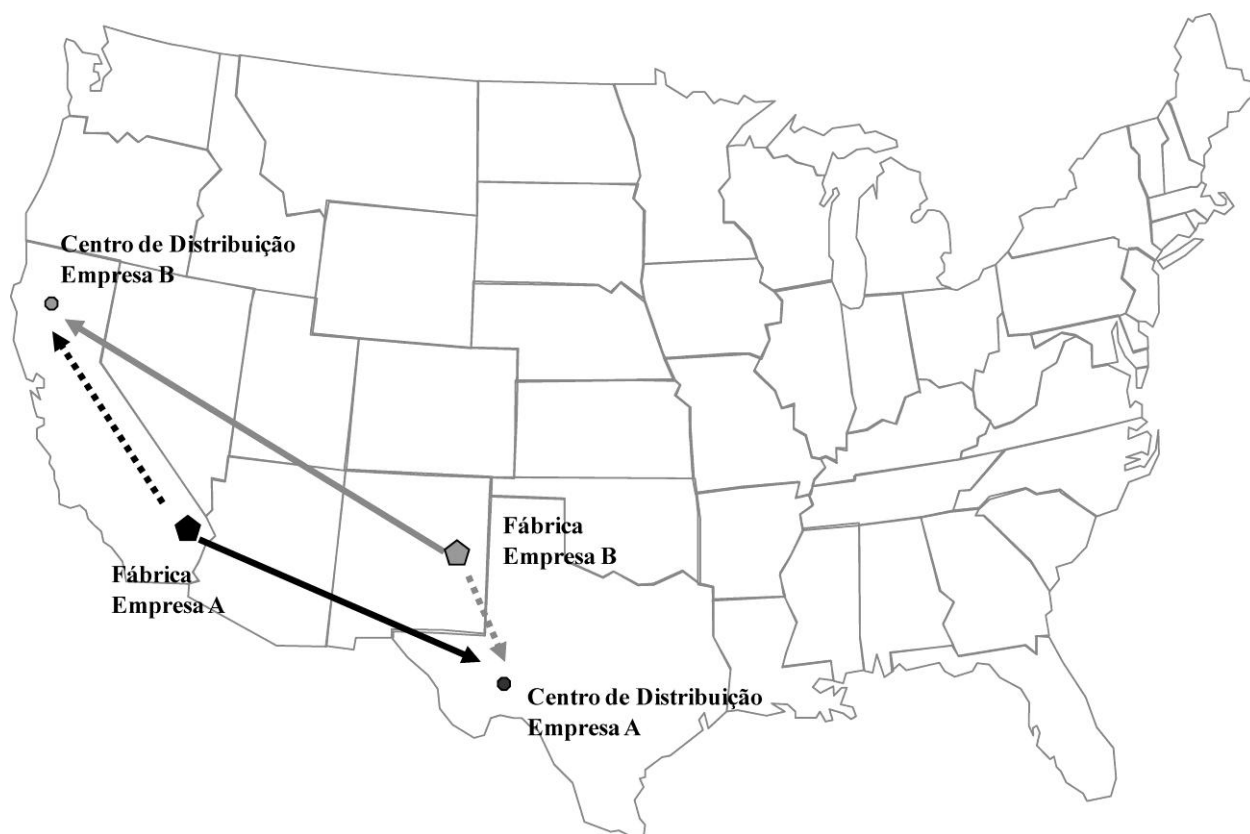 Centro de Distribuição
Empresa B
Fábrica
Empresa B
Fábrica
Empresa A
Centro de Distribuição
Empresa A